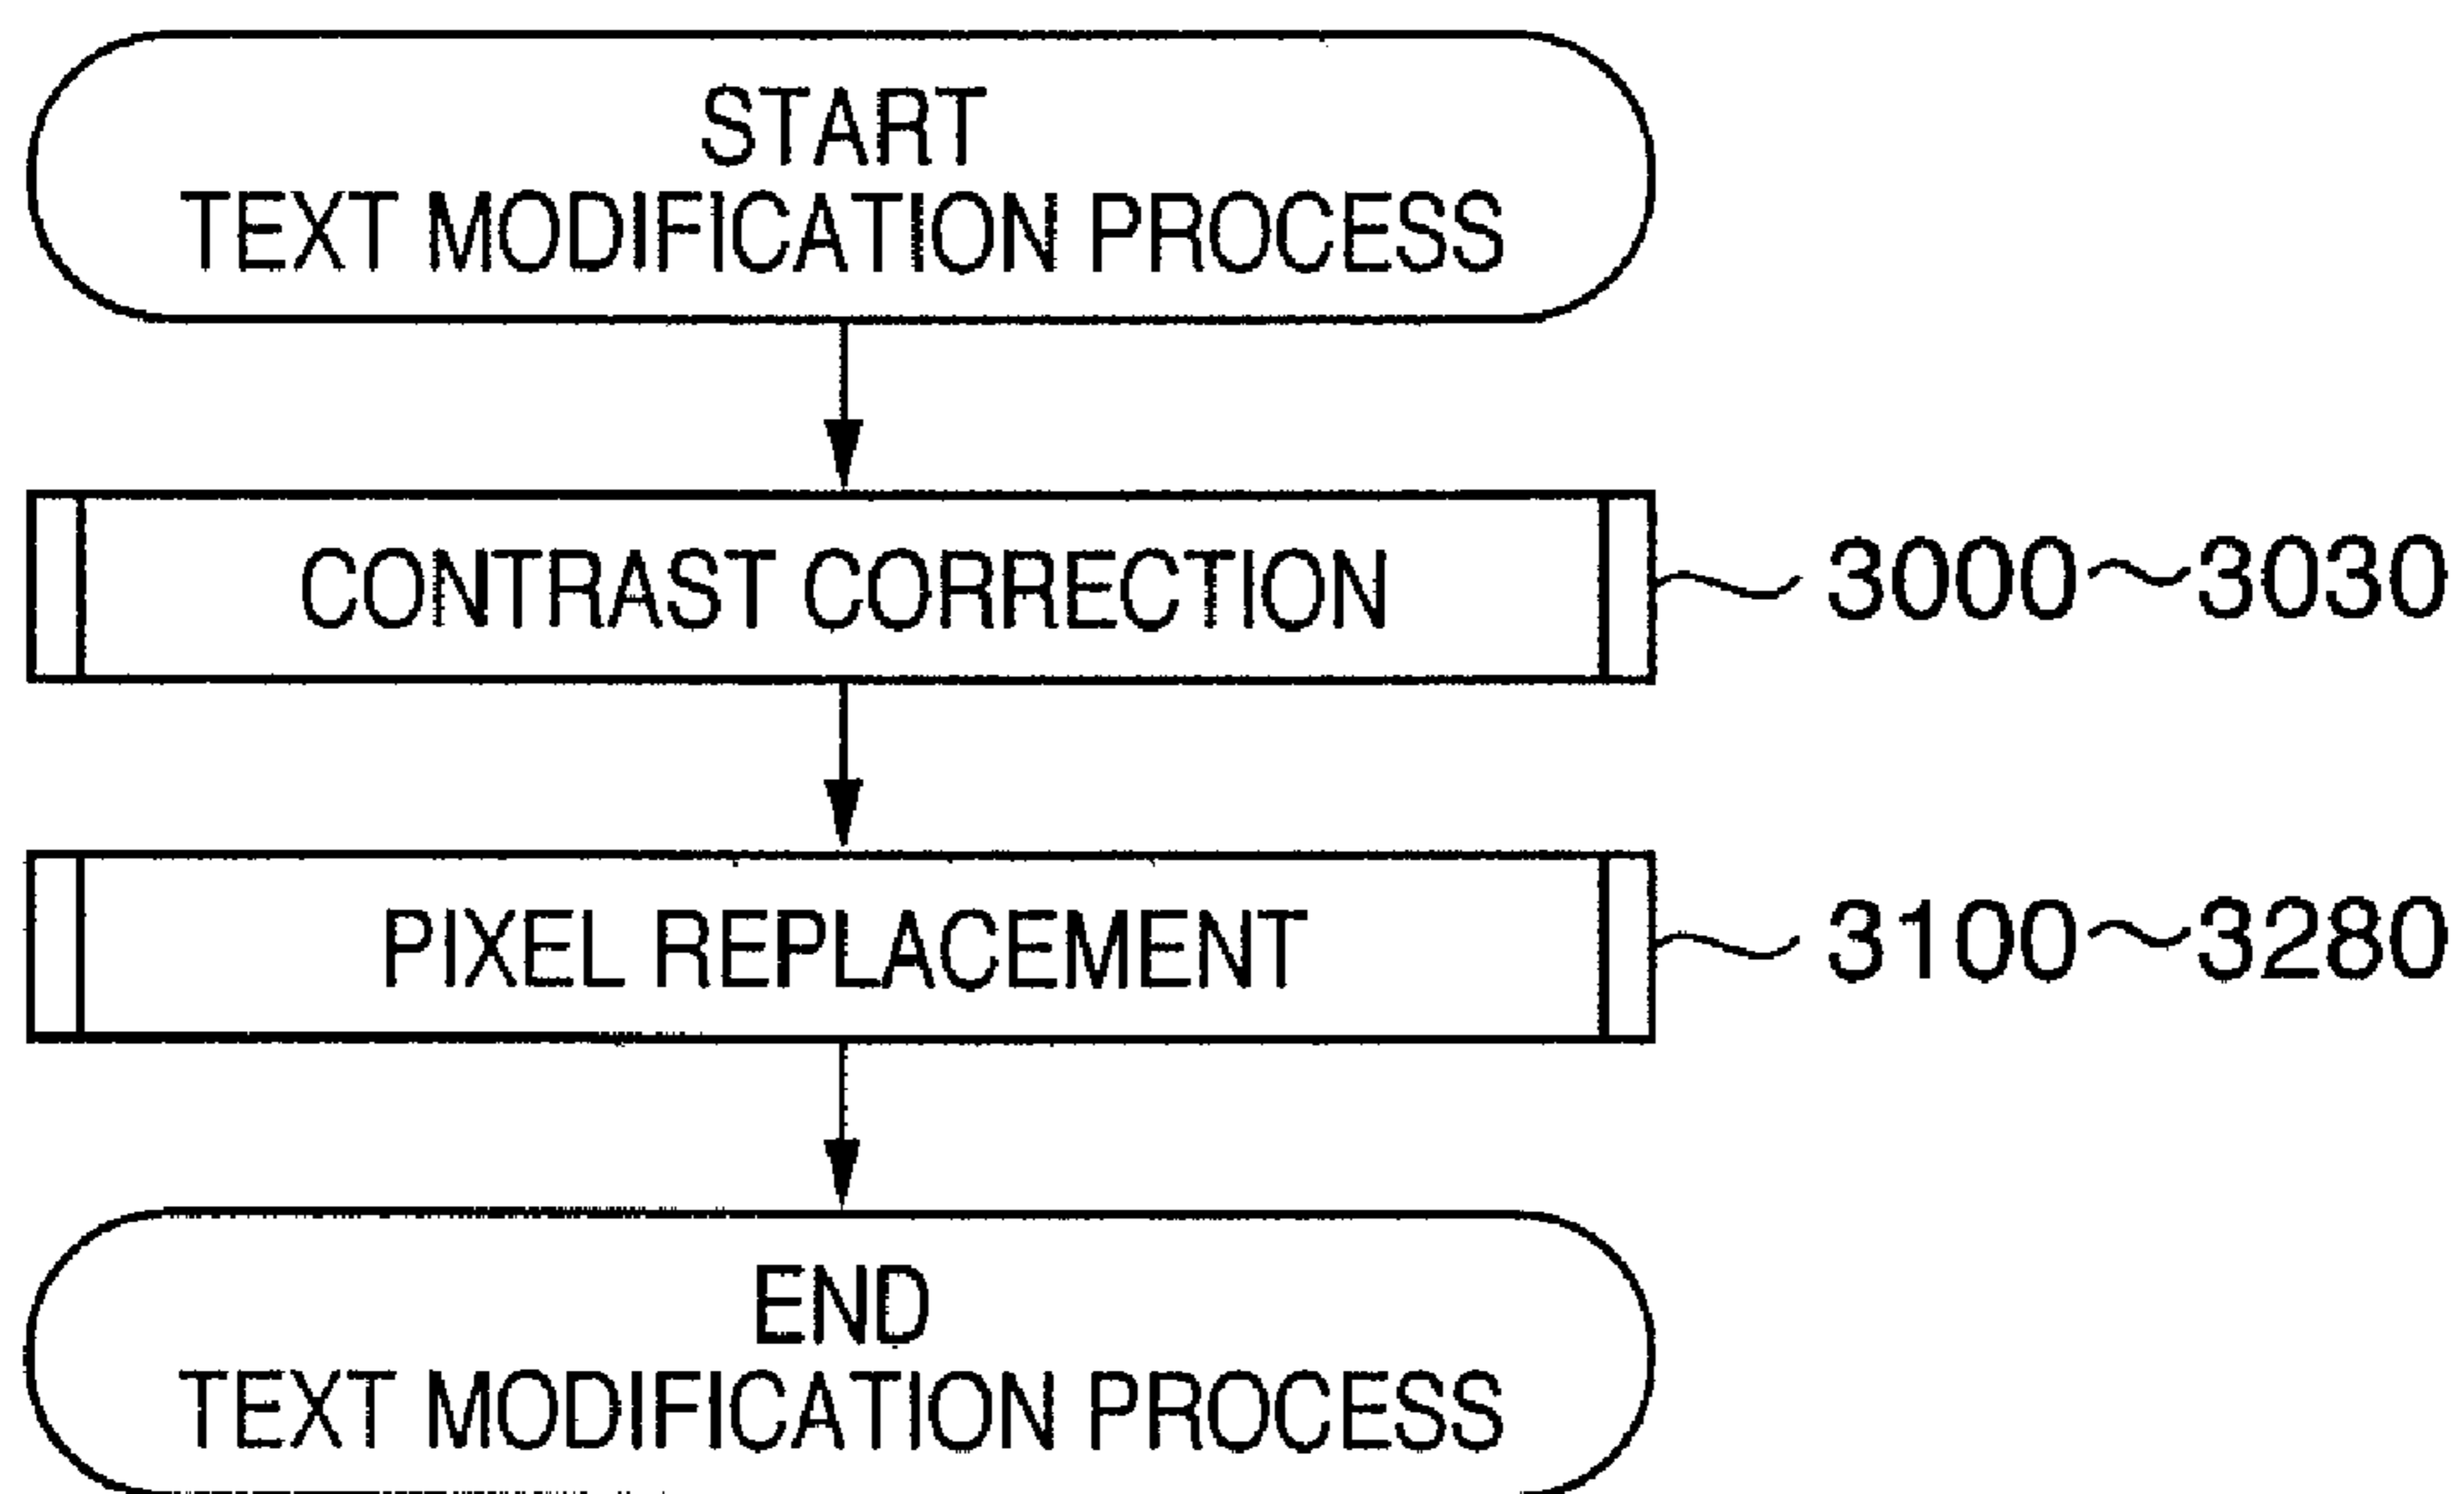 START
TEXT MODIFICATION PROCESS
CONTRAST CORRECTION
3000~3030
PIXEL REPLACEMENT
3100~3280
END
TEXT MODIFICATION PROCESS